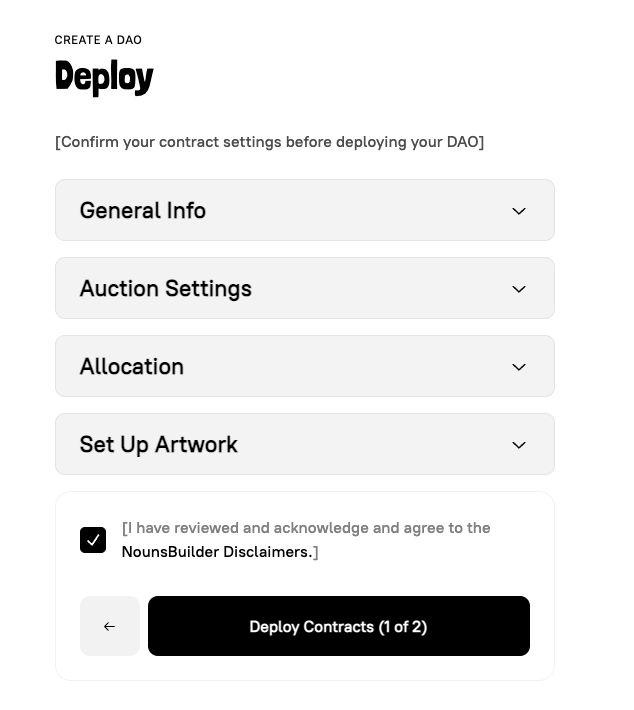 CREATE A DAO
Deploy
[Confirm your contract settings before deploying your DAO]
General Info
Auction Settings
Allocation
Set Up Artwork
[I have reviewed and acknowledge and agree to the
NounsBuilder Disclaimers.]
Deploy Contracts (1 of 2)